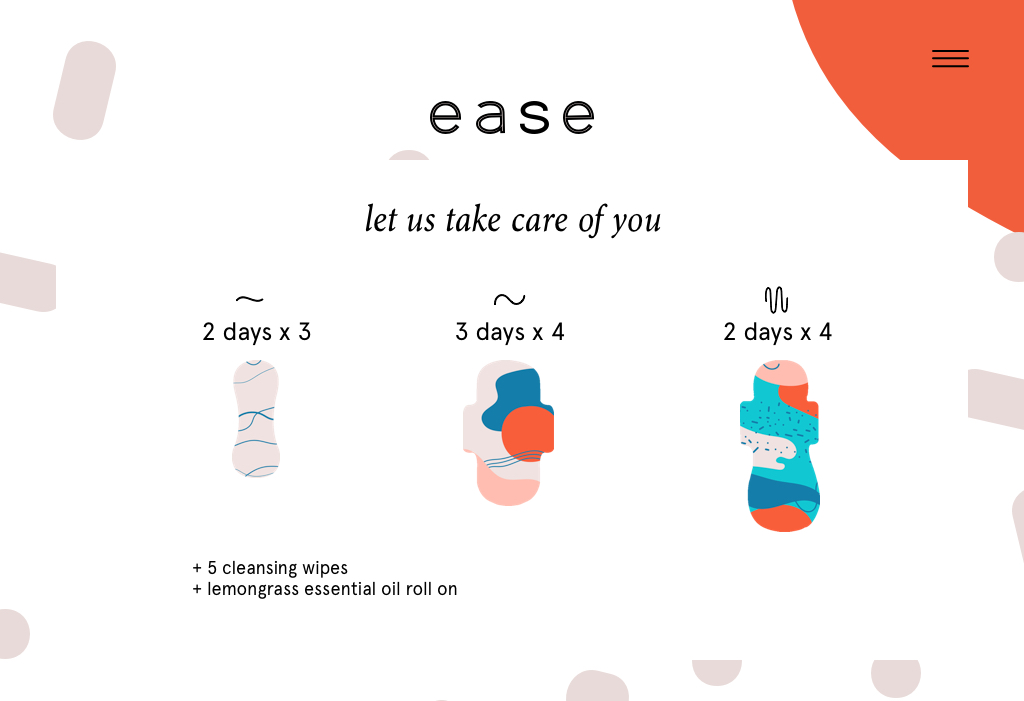 ease
let us take care of you
2 days x 3
3 days x 4
2 days x 4
+ 5 cleansing wipes
+ lemongrass essential oil roll on